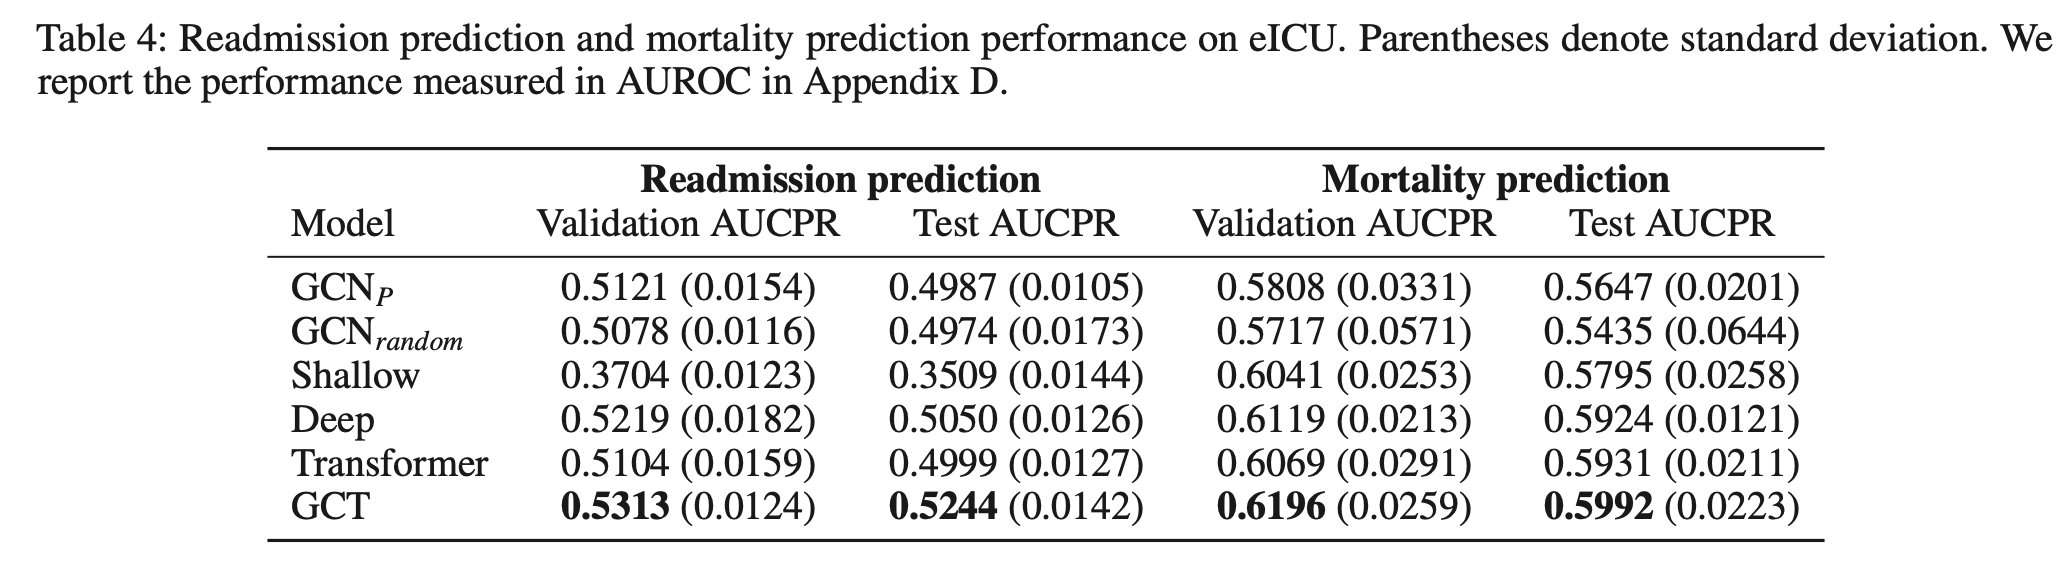 Table 4: Readmission prediction and mortality prediction performance on eICU. Parentheses denote standard deviation. We
report the performance measured in AUROC in Appendix D.
Readmission prediction Mortality prediction
Model Validation AUCPR Test AUCPR Validation AUCPR Test AUCPR
GCNP 0.5121 (0.0154) 0.4987 (0.0105) 0.5808 (0.0331) 0.5647 (0.0201)
GCNrandom 0.5078 (0.0116) 0.4974 (0.0173) 0.5717 (0.0571) 0.5435 (0.0644)
Shallow 0.3704 (0.0123) 0.3509 (0.0144) 0.6041 (0.0253) 0.5795 (0.0258)
Deep 0.5219 (0.0182) 0.5050 (0.0126) 0.6119 (0.0213) 0.5924 (0.0121)
Transformer 0.5104 (0.0159) 0.4999 (0.0127) 0.6069 (0.0291) 0.5931 (0.0211)
GCT 0.5313 (0.0124) 0.5244 (0.0142) 0.6196 (0.0259) 0.5992 (0.0223)